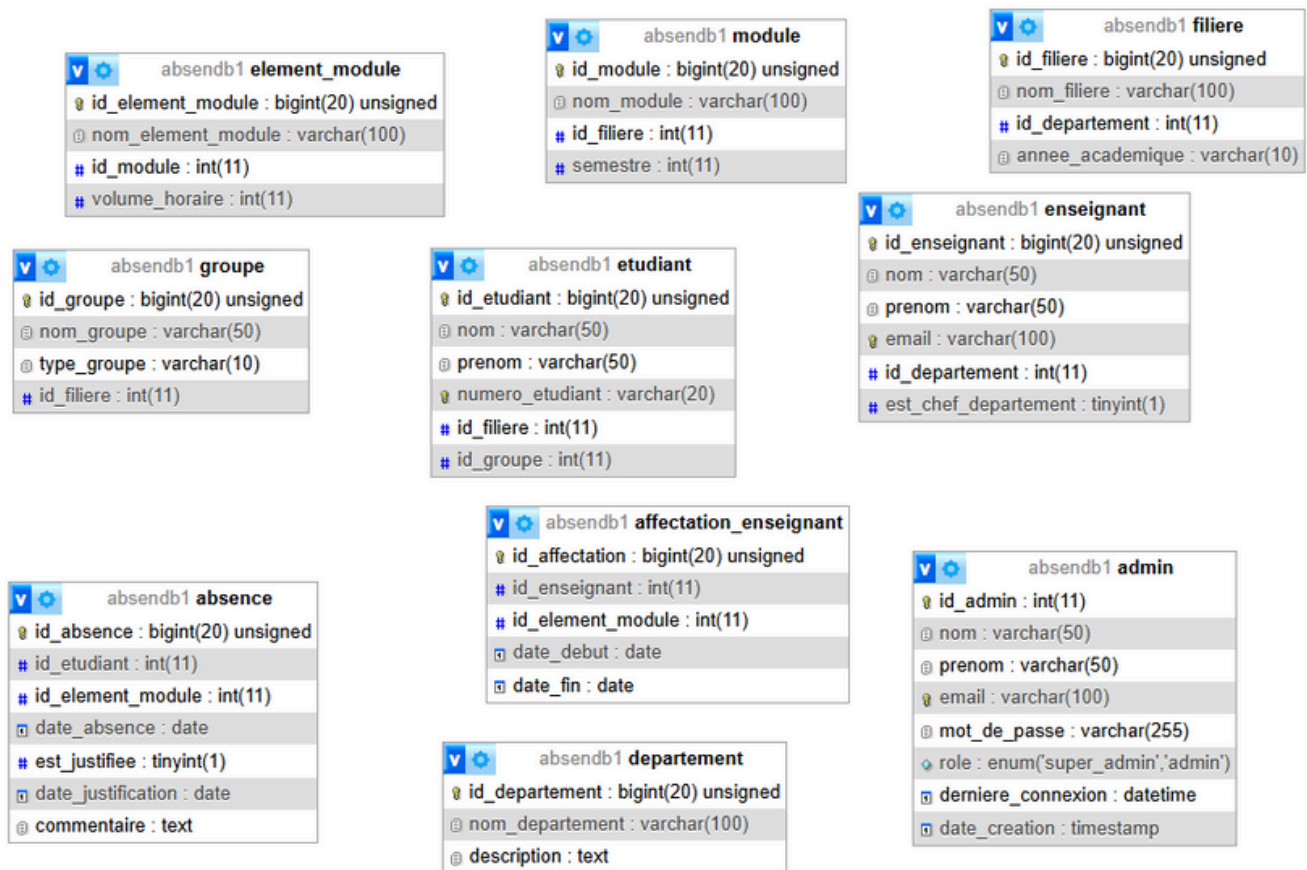 absendb1 element_module
id_element_module : bigint(20) unsigned
nom_element_module : varchar(100)
id_module : int(11)
volume_horaire : int(11)
absendb1 module
id_module : bigint(20) unsigned
nom_module : varchar(100)
id_filiere : int(11)
semestre : int(11)
absendb1 filiere
id_filiere : bigint(20) unsigned
nom_filiere : varchar(100)
id_departement : int(11)
annee_academique : varchar(10)
absendb1 groupe
id_groupe : bigint(20) unsigned
nom_groupe : varchar(50)
type_groupe : varchar(10)
id_filiere : int(11)
absendb1 etudiant
id_etudiant : bigint(20) unsigned
nom : varchar(50)
prenom : varchar(50)
numero_etudiant : varchar(20)
id_filiere : int(11)
id_groupe : int(11)
absendb1 enseignant
id_enseignant : bigint(20) unsigned
nom : varchar(50)
prenom : varchar(50)
email : varchar(100)
id_departement : int(11)
est_chef_departement : tinyint(1)
absendb1 absence
id_absence : bigint(20) unsigned
id_etudiant : int(11)
id_element_module : int(11)
date_absence : date
est_justifiee : tinyint(1)
date_justification : date
commentaire : text
absendb1 affectation_enseignant
id_affectation : bigint(20) unsigned
id_enseignant : int(11)
id_element_module : int(11)
date_debut : date
date_fin : date
absendb1 departement
id_departement : bigint(20) unsigned
nom_departement : varchar(100)
description : text
absendb1 admin
id_admin : int(11)
nom : varchar(50)
prenom : varchar(50)
email : varchar(100)
mot_de_passe : varchar(255)
role : enum('super_admin','admin')
derniere_connexion : datetime
date_creation : timestamp